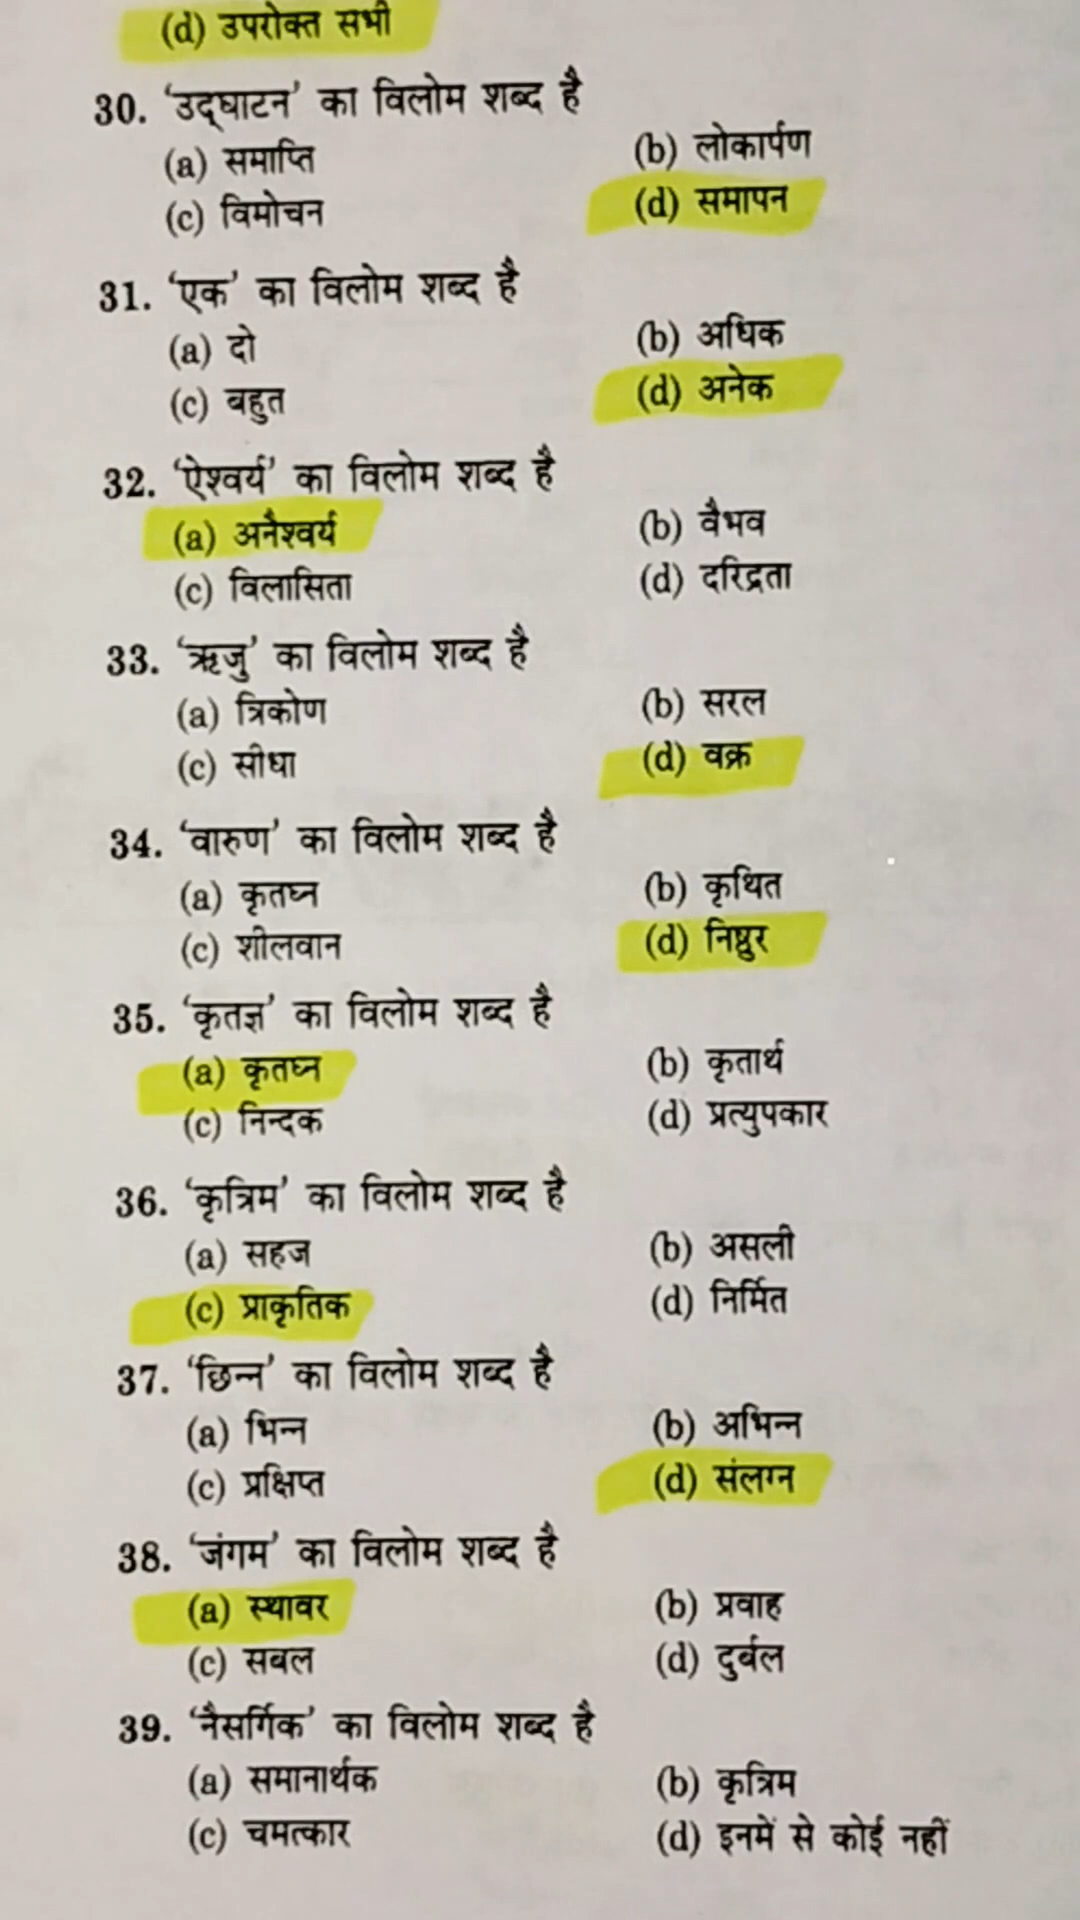 (d) उपरोक्त सभी
30. ‘उद्‌घाटन’ का विलोम शब्द है
(a) समाप्ति (b) लोकार्पण
(c) विमोचन (d) समापन
31. ‘एक’ का विलोम शब्द है
(a) दो (b) अधिक
(c) बहुत (d) अनेक
32. ‘ऐश्वर्य’ का विलोम शब्द है
(a) अनैश्वर्य (b) वैभव
(c) विलासिता (d) दरिद्रता
33. ‘ऋजु’ का विलोम शब्द है
(a) त्रिकोण (b) सरल
(c) सीधा (d) वक्र
34. ‘वारुण’ का विलोम शब्द है
(a) कृतघ्न (b) कृथित
(c) शीलवान (d) निष्ठुर
35. ‘कृतज्ञ’ का विलोम शब्द है
(a) कृतघ्न (b) कृतार्थ
(c) निन्दक (d) प्रत्युपकार
36. ‘कृत्रिम’ का विलोम शब्द है
(a) सहज (b) असली
(c) प्राकृतिक (d) निर्मित
37. ‘छिन्न’ का विलोम शब्द है
(a) भिन्न (b) अभिन्न
(c) प्रक्षिप्त (d) संलग्न
38. ‘जंगम’ का विलोम शब्द है
(a) स्थावर (b) प्रवाह
(c) सबल (d) दुर्बल
39. ‘नैसर्गिक’ का विलोम शब्द है
(a) समानार्थक (b) कृत्रिम
(c) चमत्कार (d) इनमें से कोई नहीं